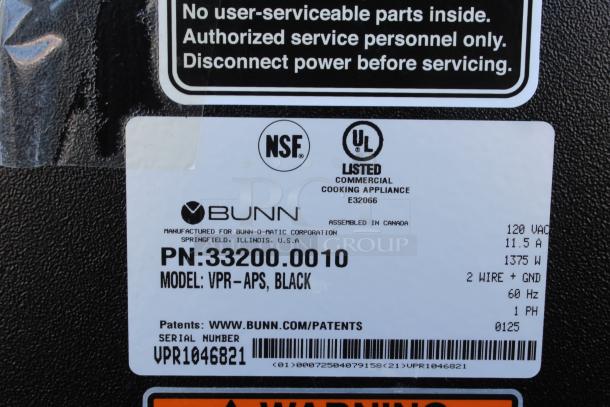 No user-serviceable parts inside.
Authorized service personnel only.
Disconnect power before servicing.
NSF®
UL
LISTED
COMMERCIAL
COOKING APPLIANCE
E32066
BUNN
ASSEMBLED IN CANADA
MANUFACTURED FOR BUNN-O-MATIC CORPORATION
SPRINGFIELD, ILLINOIS, U.S.A
PN:33200.0010
MODEL: VPR-APS, BLACK
120 VAC
11.5 A
1375 W
2 WIRE + GND
60 Hz
1 PH
0125
Patents: WWW.BUNN.COM/PATENTS
SERIAL NUMBER
VPR1046821
(01)00072504079158(21)VPR1046821
WARNING